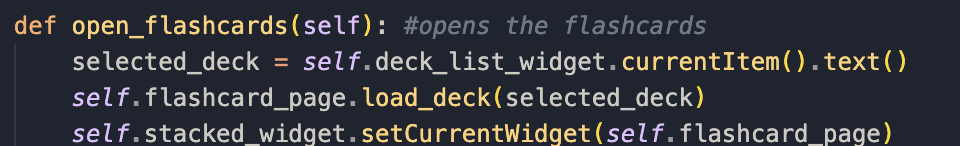 def open_flashcards(self): #opens the flashcards
    selected_deck = self.deck_list_widget.currentItem().text()
    self.flashcard_page.load_deck(selected_deck)
    self.stacked_widget.setCurrentWidget(self.flashcard_page)